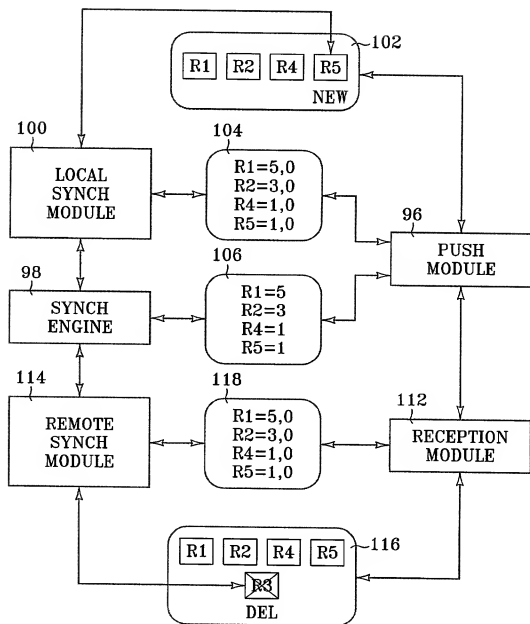 102
R1 R2 R4 R5
NEW
100
LOCAL
SYNCH
MODULE
104
R1=5,0
R2=3,0
R4=1,0
R5=1,0
96
PUSH
MODULE
98
SYNCH
ENGINE
106
R1=5
R2=3
R4=1
R5=1
114
REMOTE
SYNCH
MODULE
118
R1=5,0
R2=3,0
R4=1,0
R5=1,0
112
RECEPTION
MODULE
116
R1 R2 R4 R5
R3
DEL